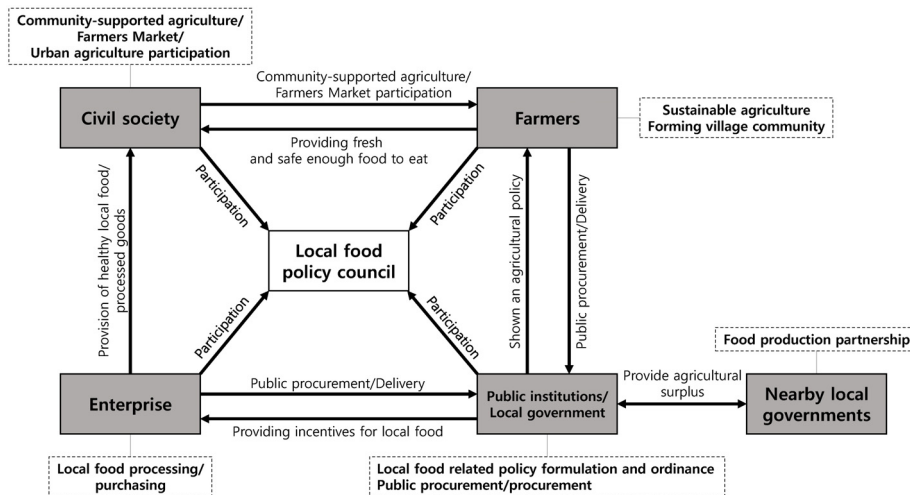 Community-supported agriculture/
Farmers Market/
Urban agriculture participation
Community-supported agriculture/
Farmers Market participation
Civil society
Farmers
Sustainable agriculture
Forming village community
Providing fresh
and safe enough food to eat
Participation
Participation
Provision of healthy local food/
processed goods
Local food
policy council
Shown an agricultural policy
Public procurement/Delivery
Participation
Participation
Food production partnership
Enterprise
Public procurement/Delivery
Providing incentives for local food
Public institutions/
Local government
Provide agricultural
surplus
Nearby local
governments
Local food processing/
purchasing
Local food related policy formulation and ordinance
Public procurement/procurement